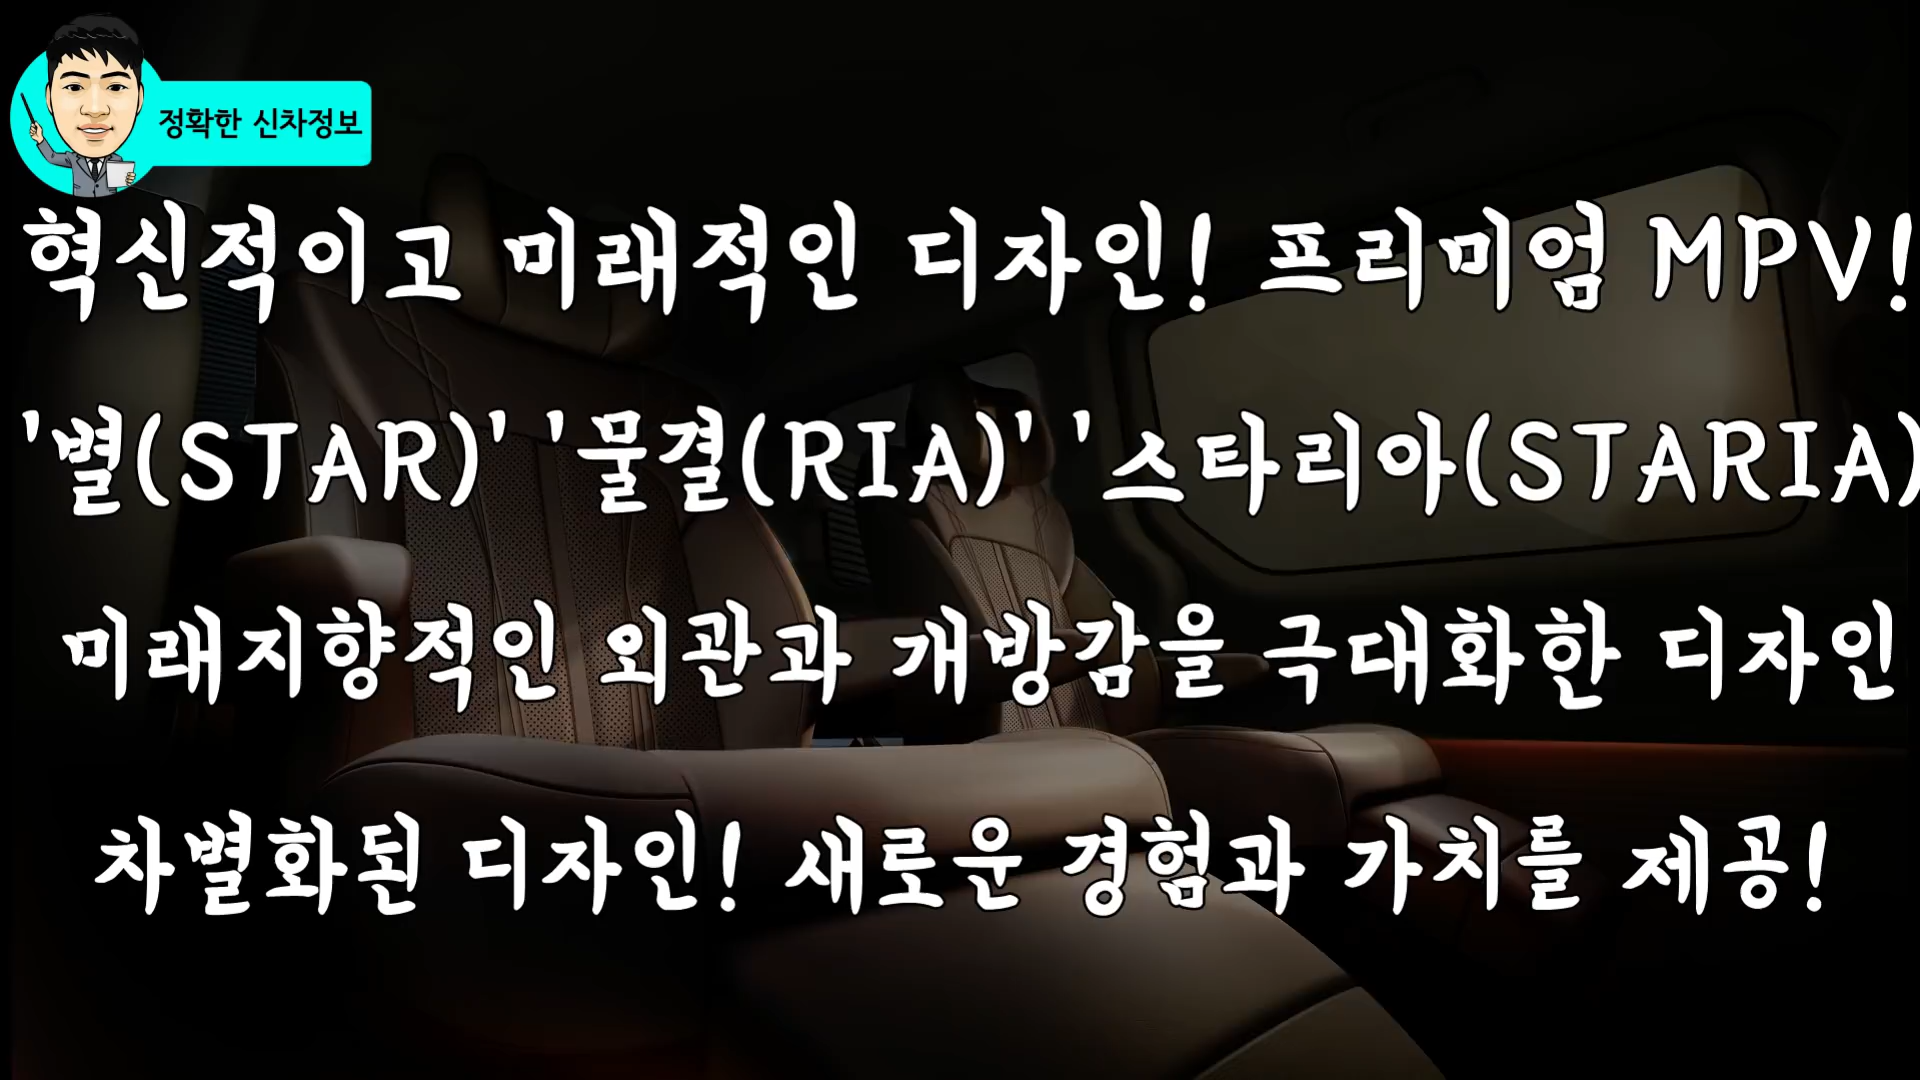 정확한 신차정보
혁신적이고 미래적인 디자인! 프리미엄 MPV!
'별(STAR)' '물결(RIA)' '스타리아(STARIA)
미래지향적인 외관과 개방감을 극대화한 디자인
차별화된 디자인! 새로운 경험과 가치를 제공!